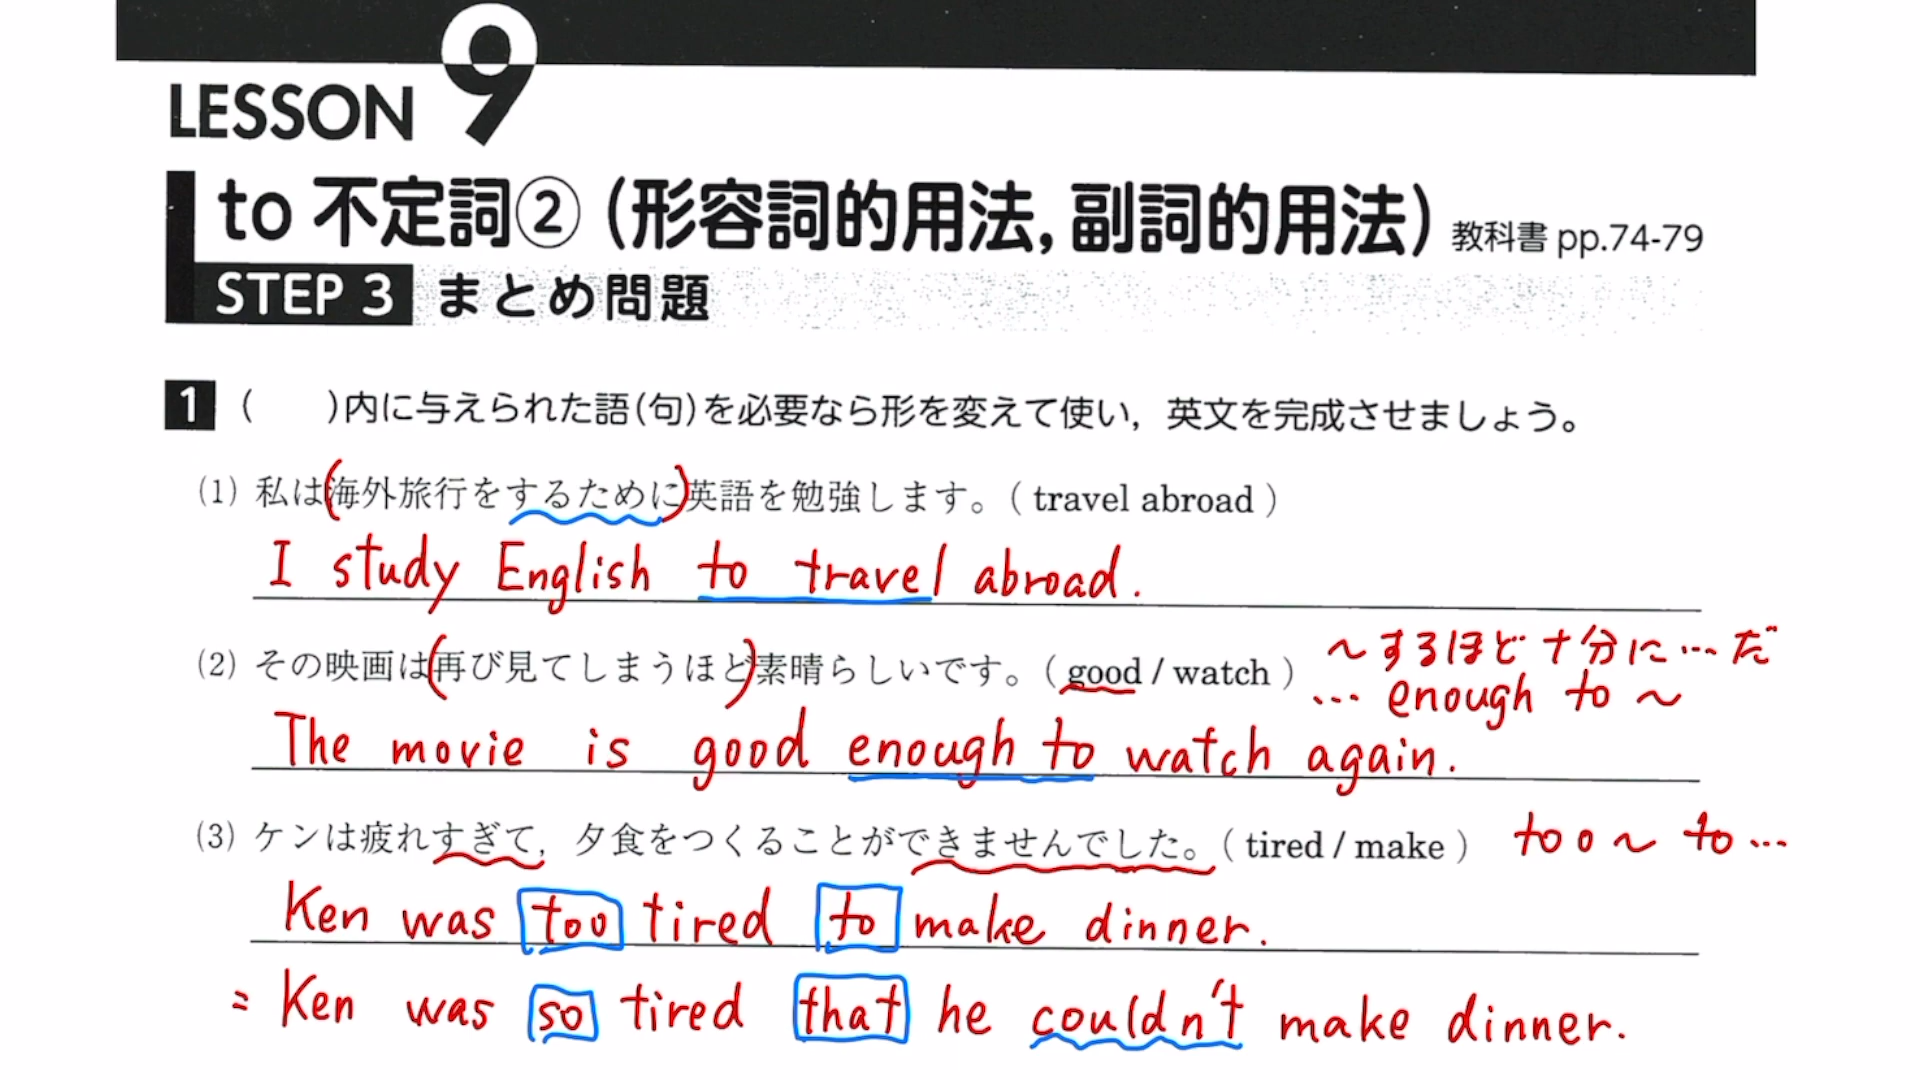 LESSON 9
to 不定詞②(形容詞的用法,副詞的用法) 教科書 pp.74-79
STEP 3 まとめ問題
1 (　　)内に与えられた語(句)を必要なら形を変えて使い,英文を完成させましょう。
(1) 私は(海外旅行をするために)英語を勉強します。( travel abroad )
I study English to travel abroad.
(2) その映画は(再び見てしまうほど)素晴らしいです。( good / watch )
〜するほど十分に…だ
… enough to 〜
The movie is good enough to watch again.
(3) ケンは疲れすぎて,夕食をつくることができませんでした。( tired / make ) too 〜 to …
Ken was too tired to make dinner.
= Ken was so tired that he couldn't make dinner.